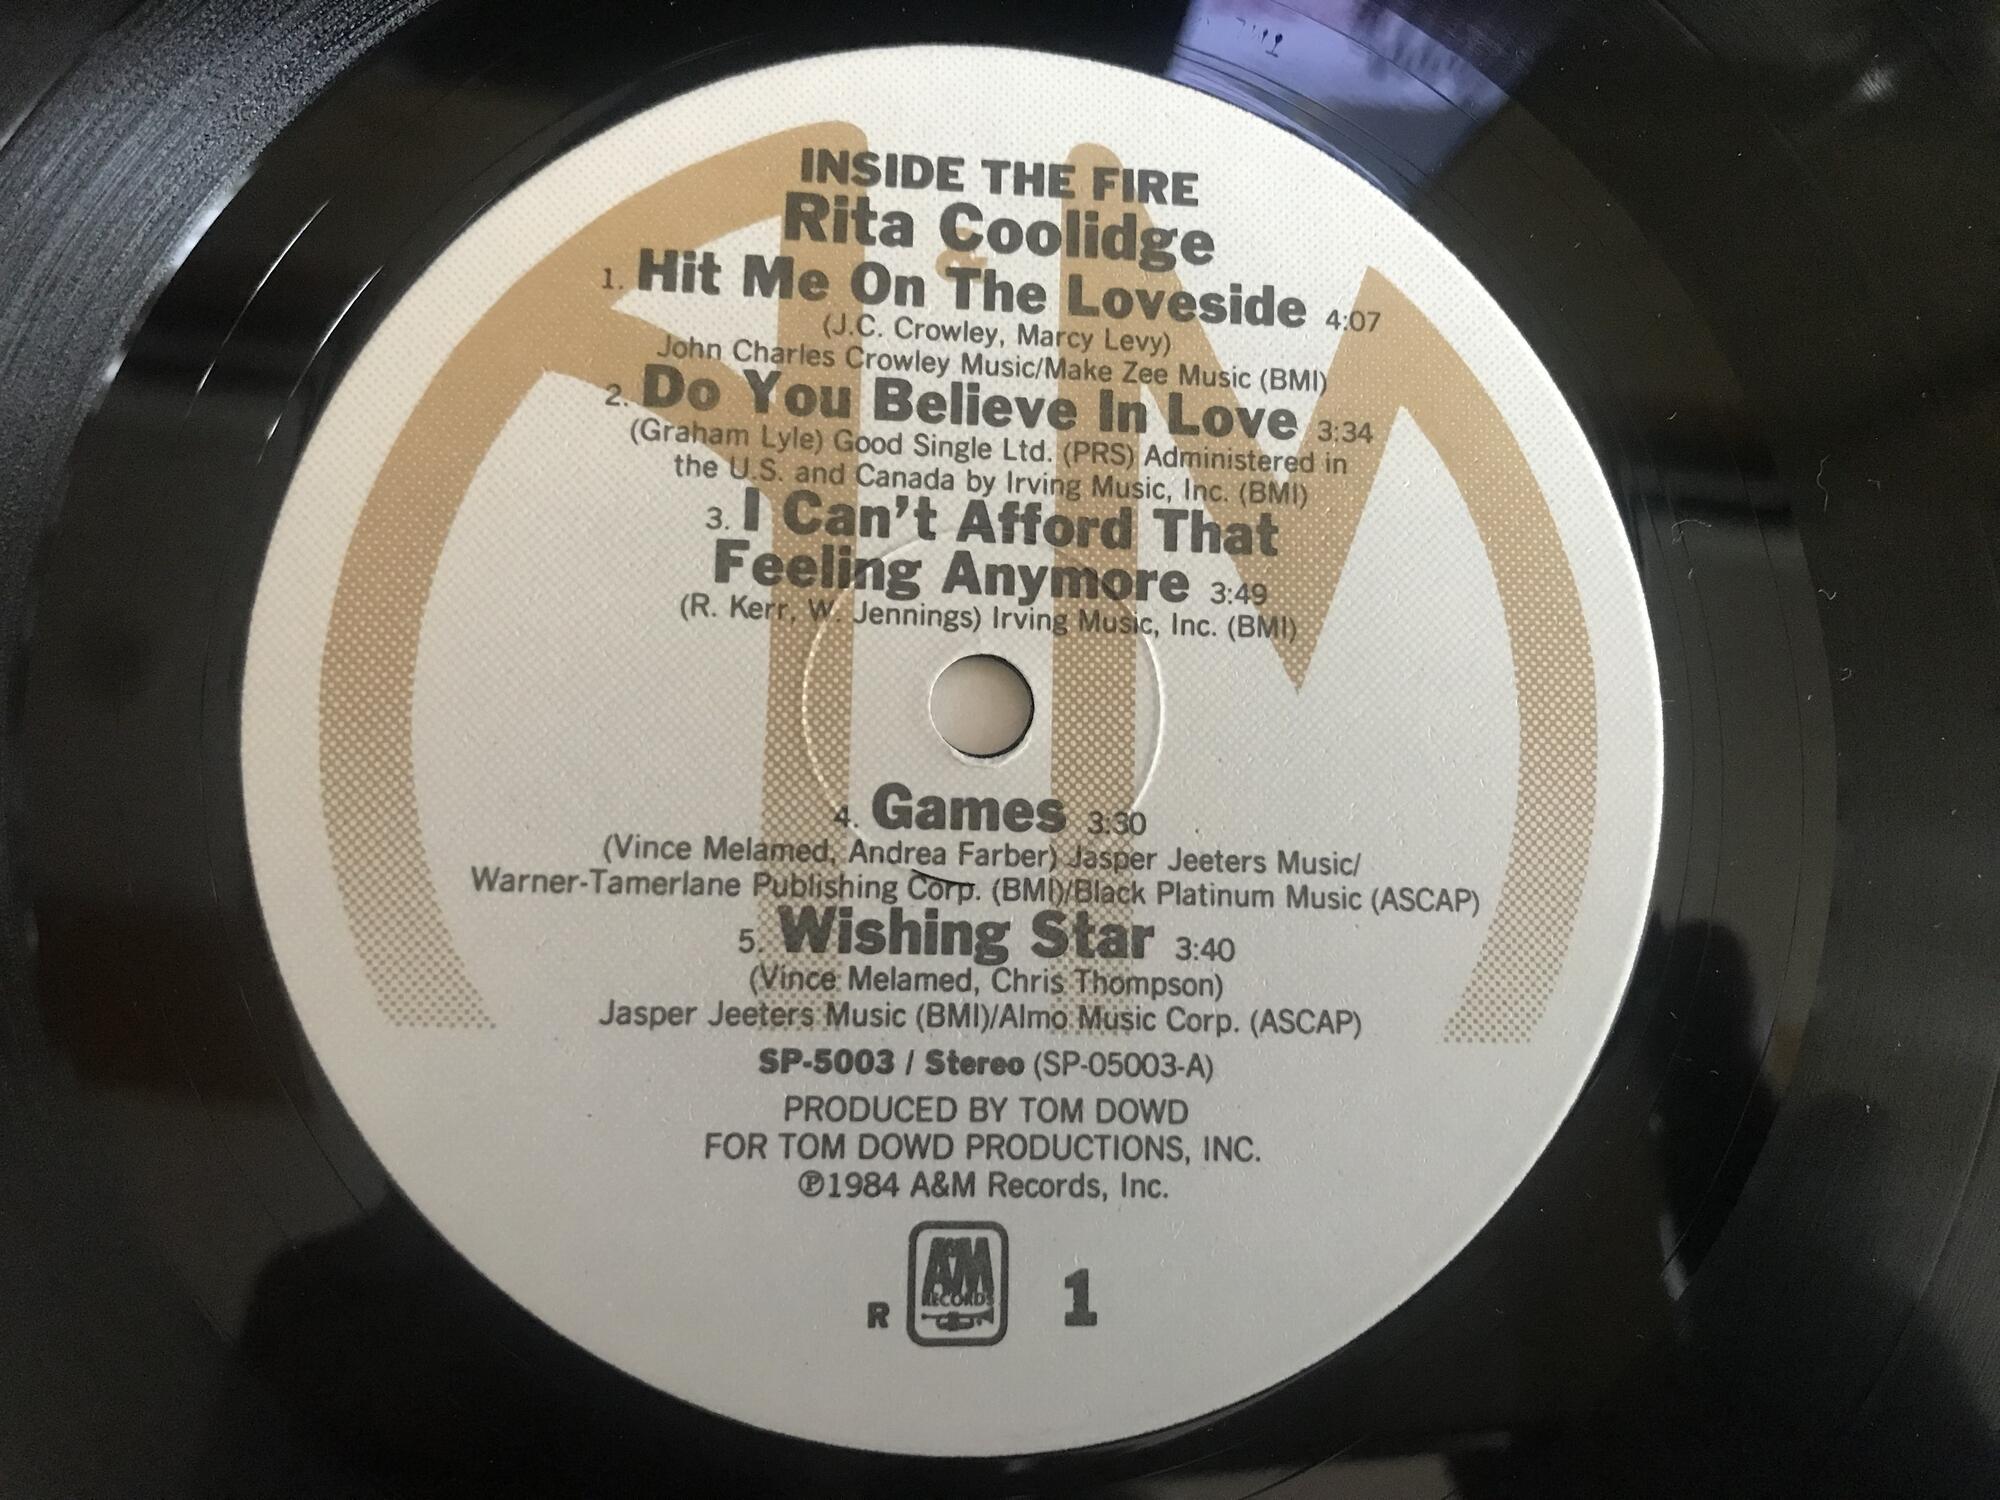 INSIDE THE FIRE
Rita Coolidge
1. Hit Me On The Loveside 4:07
(J.C. Crowley, Marcy Levy)
John Charles Crowley Music/Make Zee Music (BMI)
2. Do You Believe In Love 3:34
(Graham Lyle) Good Single Ltd. (PRS) Administered in
the U.S. and Canada by Irving Music, Inc. (BMI)
3. I Can't Afford That
Feeling Anymore 3:49
(R. Kerr, W. Jennings) Irving Music, Inc. (BMI)
4. Games 3:30
(Vince Melamed, Andrea Farber) Jasper Jeeters Music/
Warner-Tamerlane Publishing Corp. (BMI)/Black Platinum Music (ASCAP)
5. Wishing Star 3:40
(Vince Melamed, Chris Thompson)
Jasper Jeeters Music (BMI)/Almo Music Corp. (ASCAP)
SP-5003 / Stereo (SP-05003-A)
PRODUCED BY TOM DOWD
FOR TOM DOWD PRODUCTIONS, INC.
℗1984 A&M Records, Inc.
A&M
RECORDS
R 1